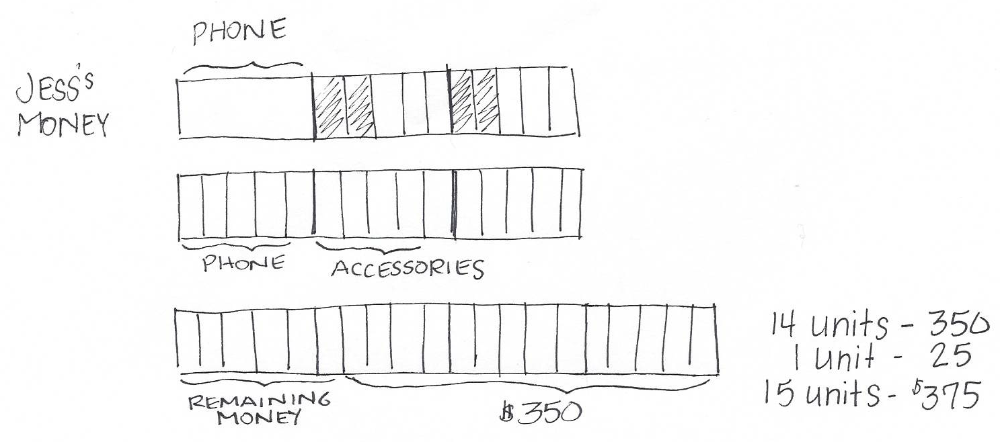 PHONE
JESS'S
MONEY
PHONE
ACCESSORIES
REMAINING
MONEY
$350
14 units - 350
1 unit - 25
15 units - $375